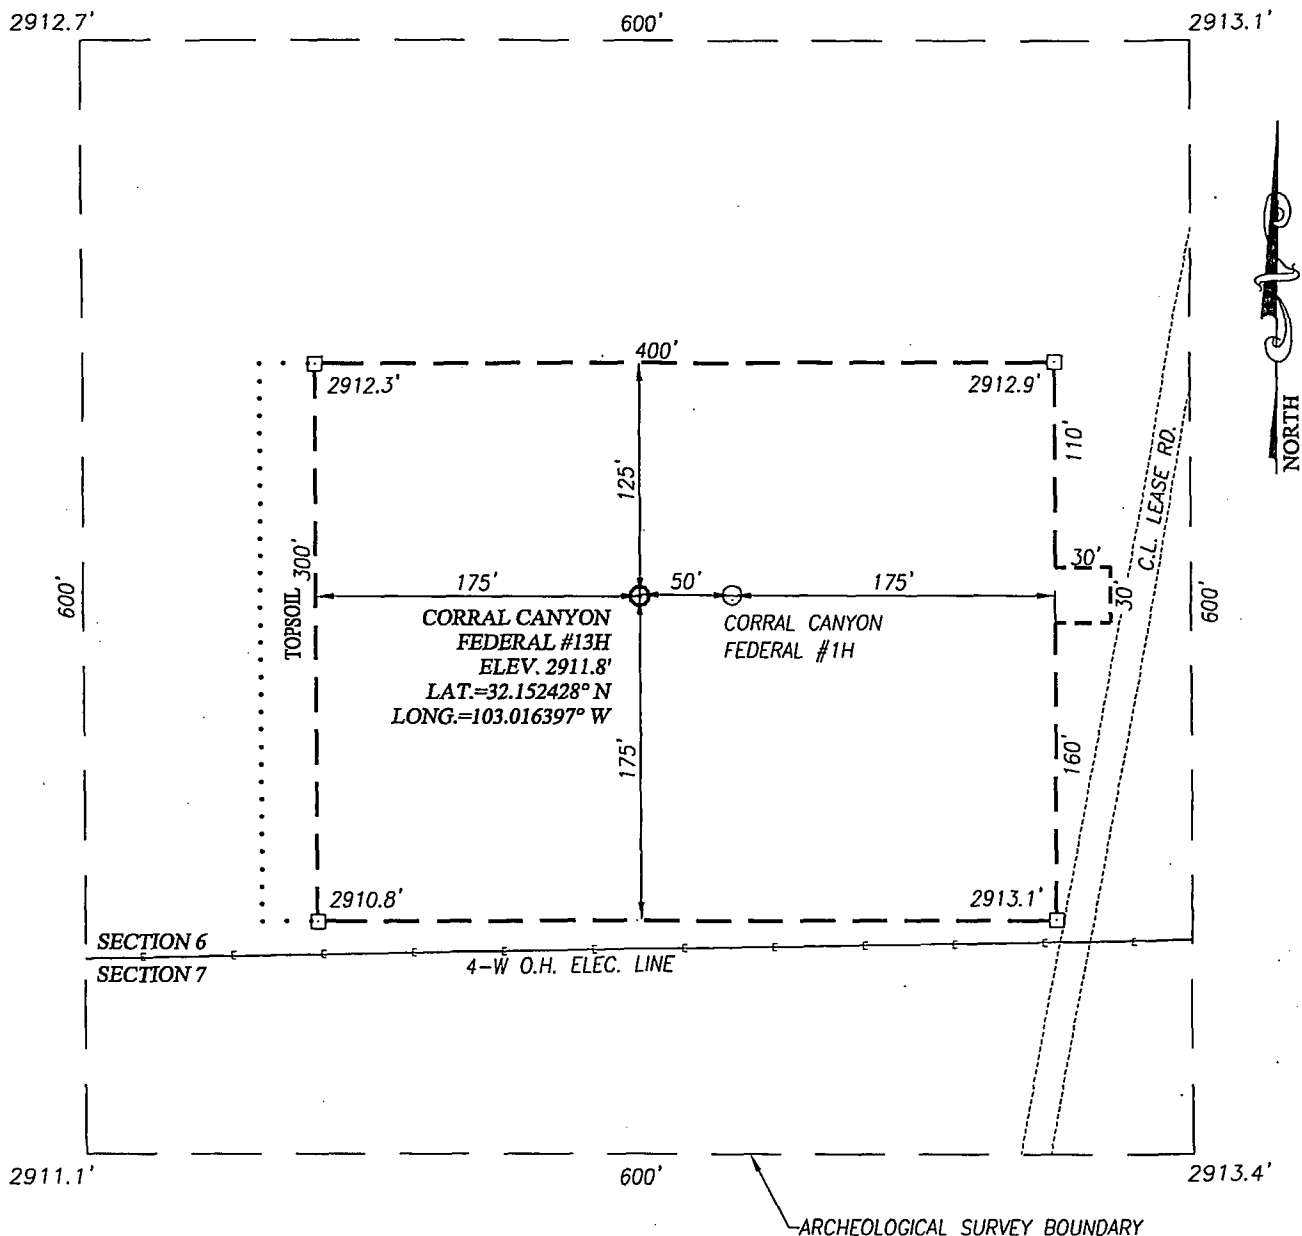 2912.7'
600'
2913.1'
400'
2912.3'
2912.9'
110'
125'
C.L. LEASE RD.
NORTH
300'
TOPSOIL
175'
50'
175'
30'
30'
600'
600'
CORRAL CANYON
FEDERAL #13H
ELEV. 2911.8'
LAT.=32.152428° N
LONG.=103.016397° W
CORRAL CANYON
FEDERAL #1H
175'
160'
2910.8'
2913.1'
SECTION 6
SECTION 7
4-W O.H. ELEC. LINE
2911.1'
600'
2913.4'
ARCHEOLOGICAL SURVEY BOUNDARY